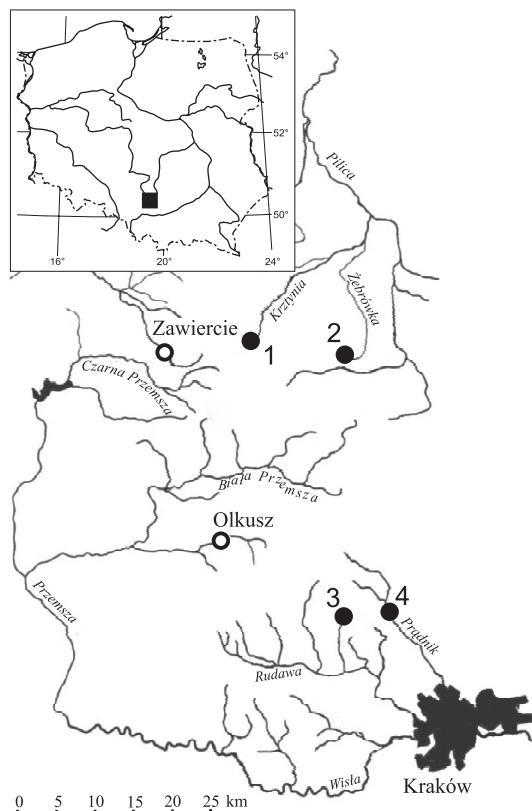 54°
52°
50°
16°
20°
24°
Pilica
Krztynia
Żebrówka
Zawiercie
1
2
Czarna Przemsza
Biała Przemsza
Olkusz
Przemsza
3
4
Prądnik
Rudawa
Wisła
Kraków
0 5 10 15 20 25 km